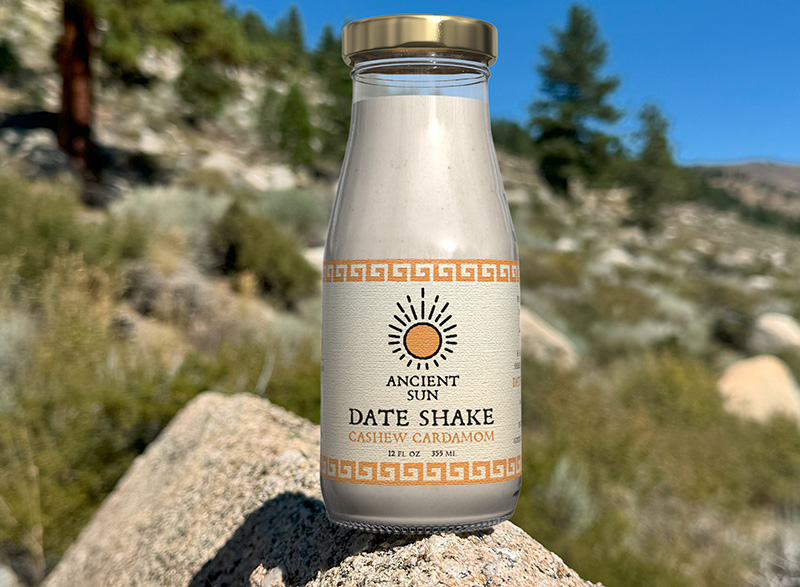 ANCIENT
SUN
DATE SHAKE
CASHEW CARDAMOM
12 FL OZ 355 ML